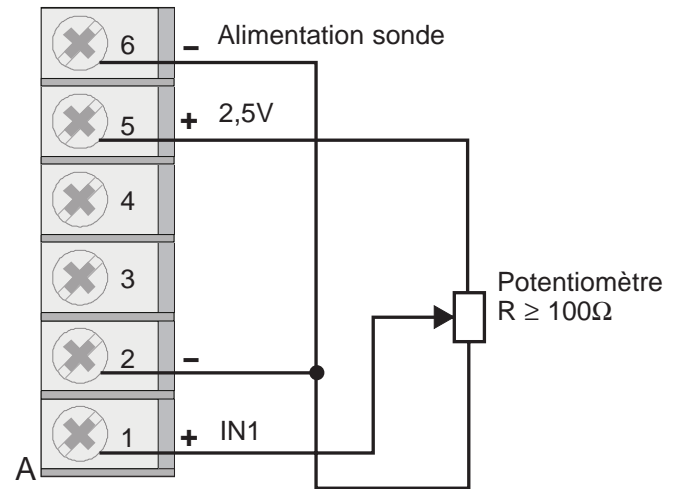 6 – Alimentation sonde
5 + 2,5V
4
3
Potentiomètre
R ≥ 100Ω
2 –
1 + IN1
A